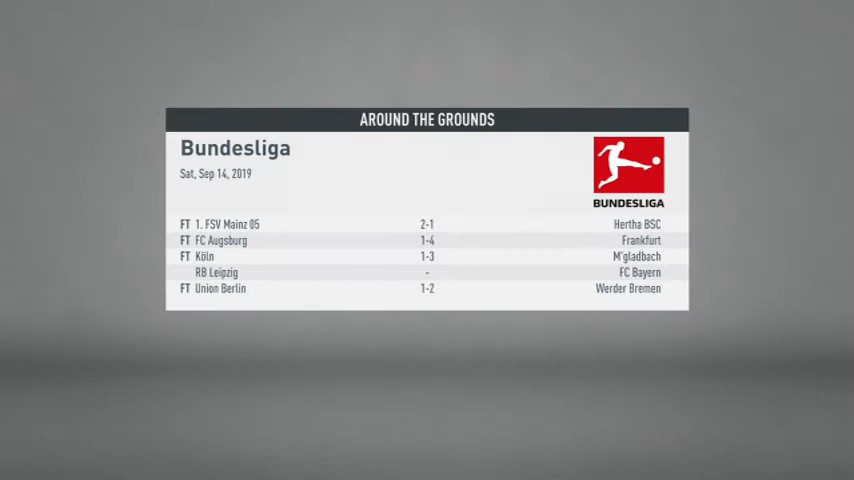 AROUND THE GROUNDS
Bundesliga
Sat, Sep 14, 2019
BUNDESLIGA
FT 1. FSV Mainz 05 2-1 Hertha BSC
FT FC Augsburg 1-4 Frankfurt
FT Köln 1-3 M'gladbach
RB Leipzig - FC Bayern
FT Union Berlin 1-2 Werder Bremen